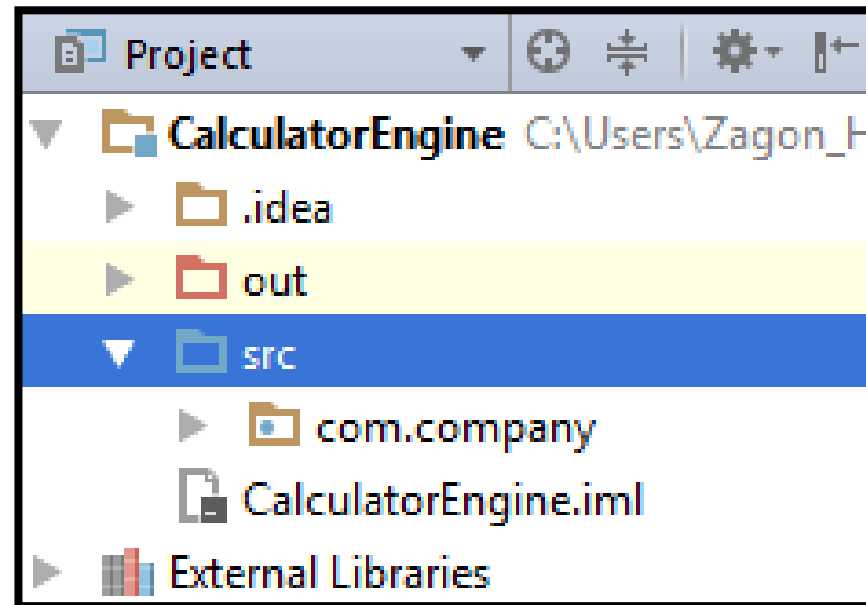 Project
CalculatorEngine C:\Users\Zagon_H
.idea
out
src
com.company
CalculatorEngine.iml
External Libraries